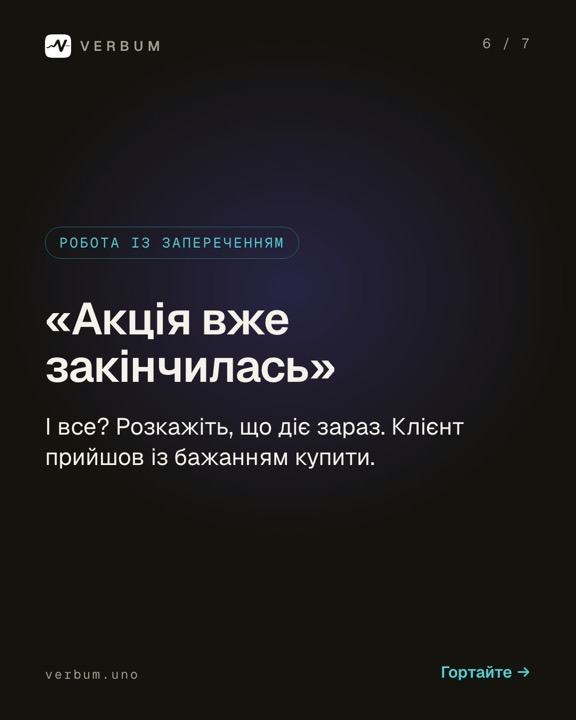 VERBUM
6 / 7
РОБОТА ІЗ ЗАПЕРЕЧЕННЯМ
«Акція вже
закінчилась»
І все? Розкажіть, що діє зараз. Клієнт
прийшов із бажанням купити.
verbum.uno
Гортайте →